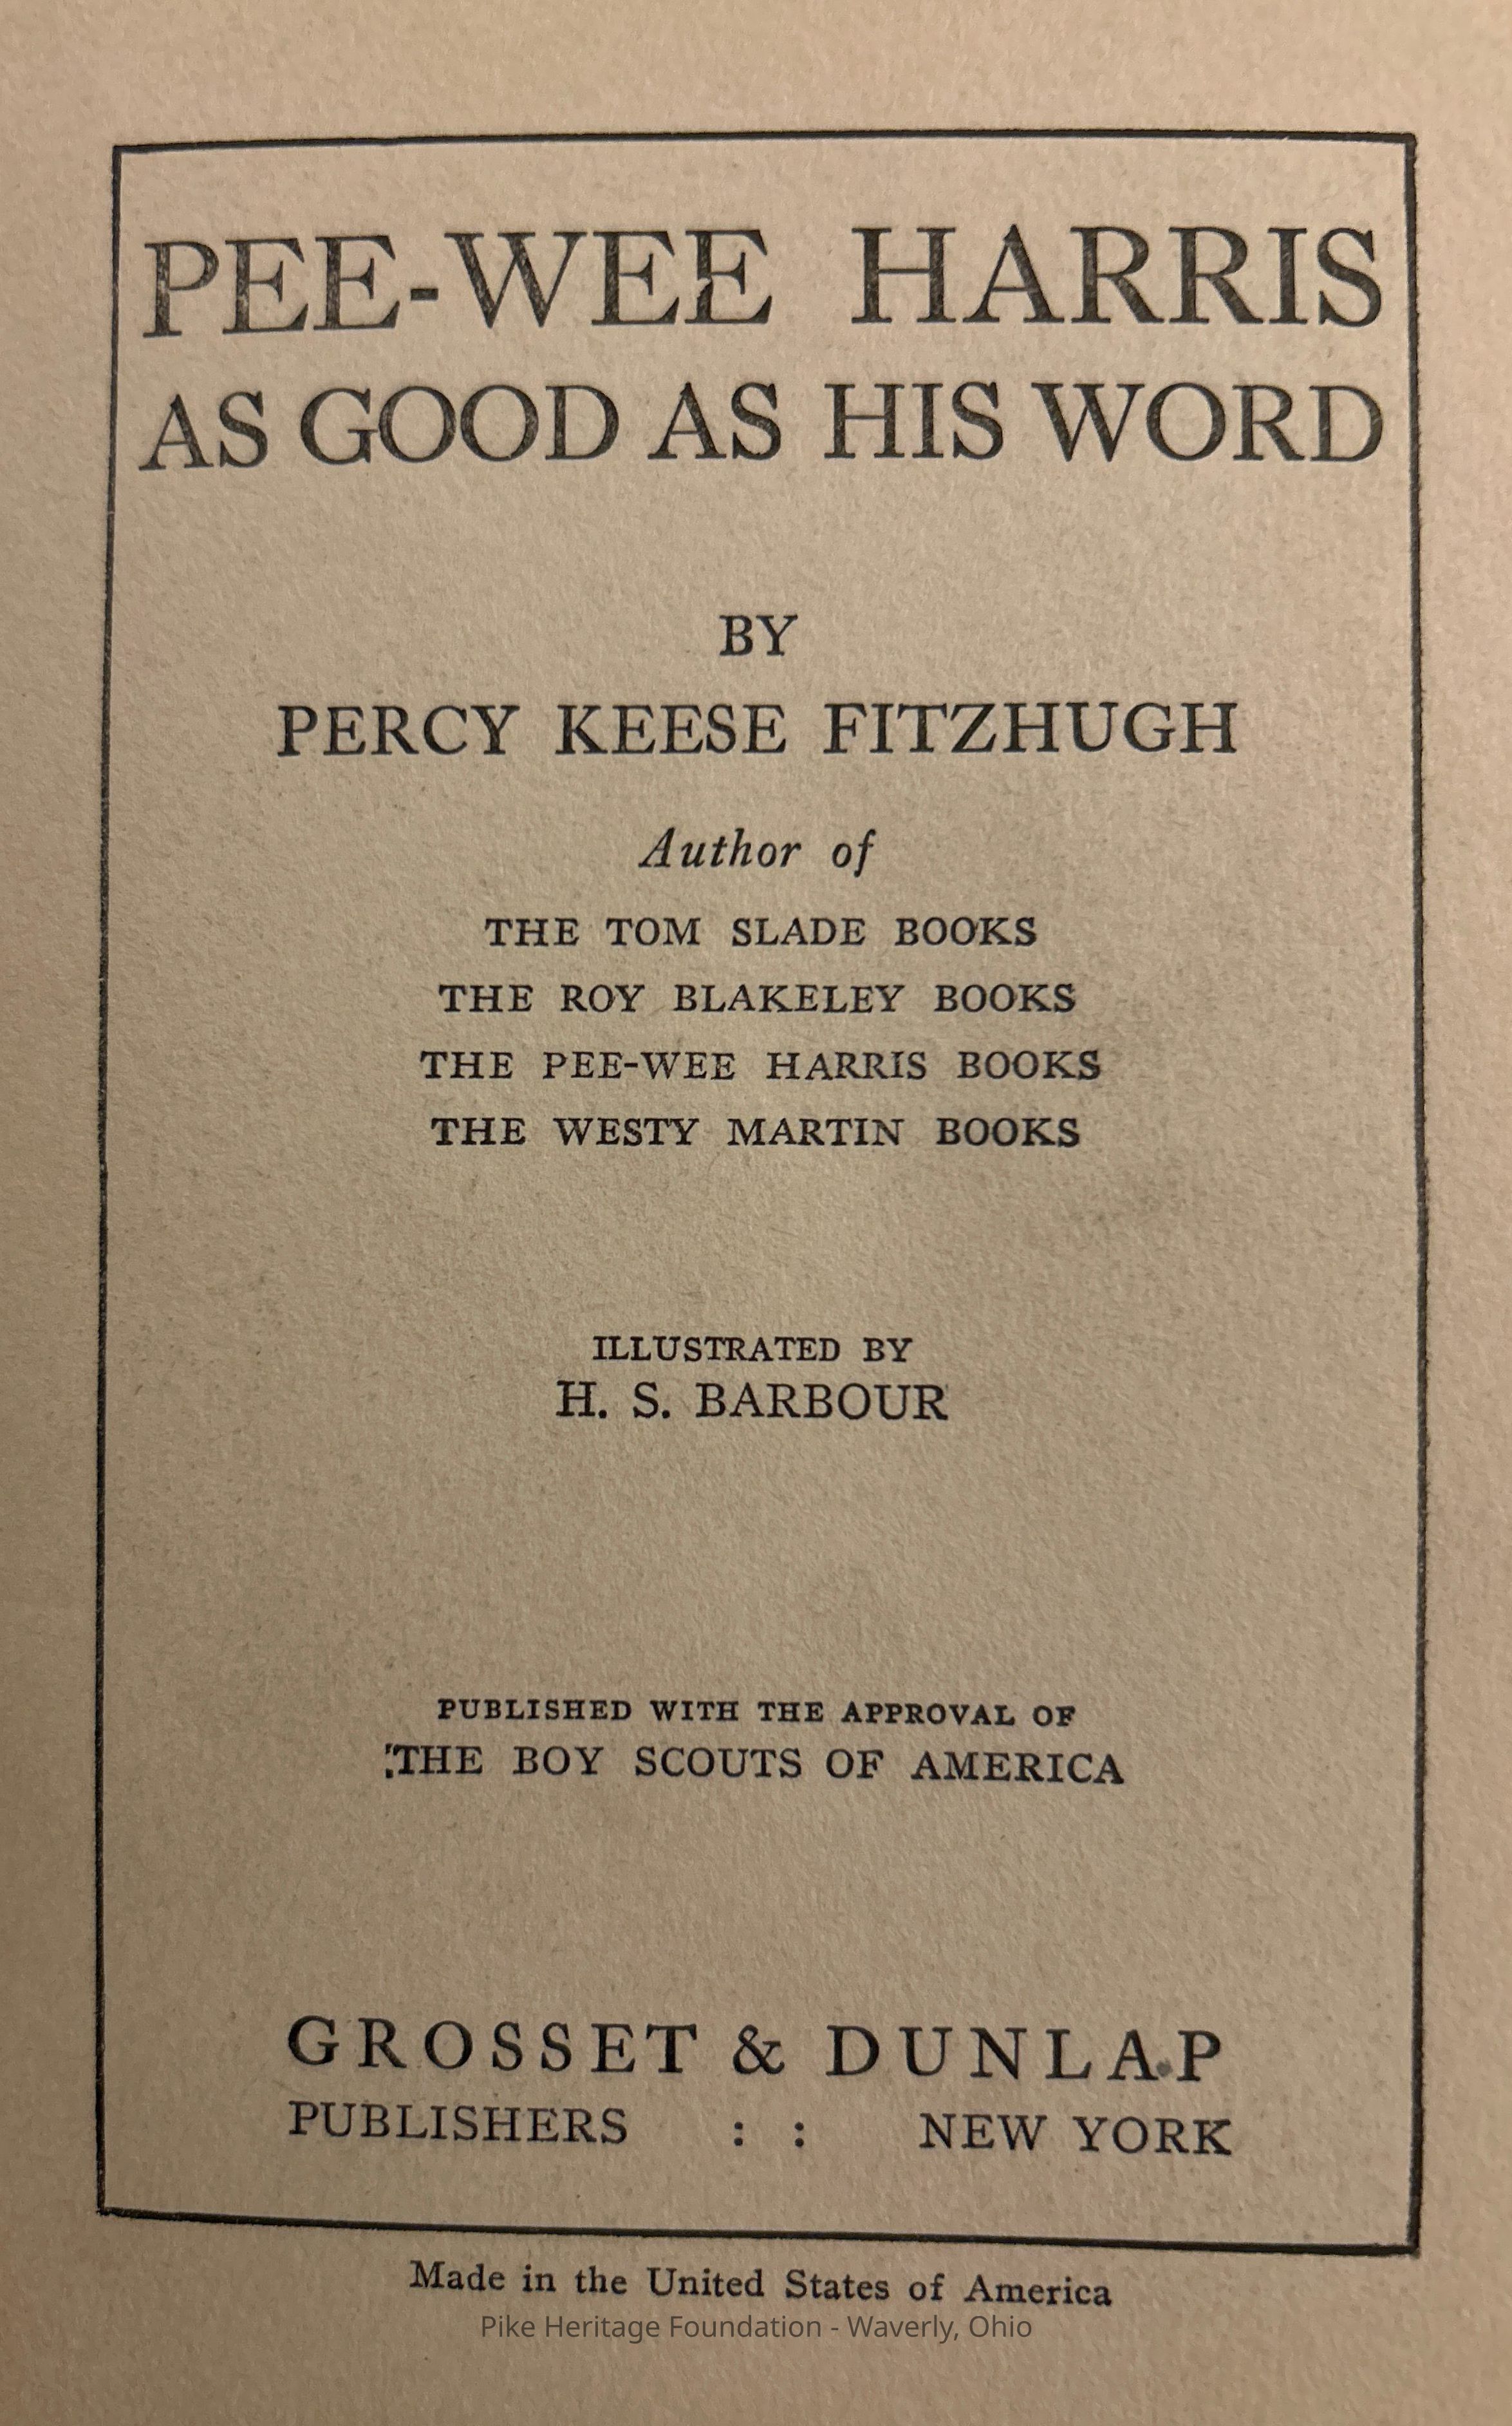 PEE-WEE HARRIS
AS GOOD AS HIS WORD
BY
PERCY KEESE FITZHUGH
Author of
THE TOM SLADE BOOKS
THE ROY BLAKELEY BOOKS
THE PEE-WEE HARRIS BOOKS
THE WESTY MARTIN BOOKS
ILLUSTRATED BY
H. S. BARBOUR
PUBLISHED WITH THE APPROVAL OF
THE BOY SCOUTS OF AMERICA
GROSSET & DUNLAP
PUBLISHERS : : NEW YORK
Made in the United States of America
Pike Heritage Foundation - Waverly, Ohio